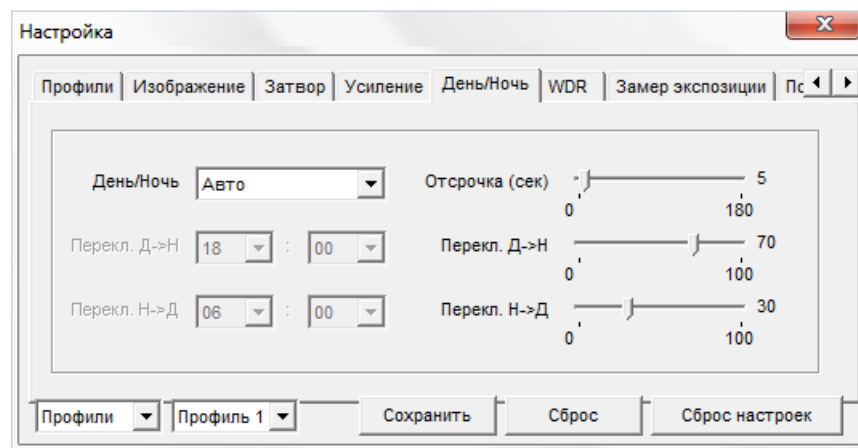 Настройка
Профили Изображение Затвор Усиление День/Ночь WDR Замер экспозиции
День/Ночь Авто Отсрочка (сек) 5
0 180
Перекл. Д->Н 18 : 00 Перекл. Д->Н 70
0 100
Перекл. Н->Д 06 : 00 Перекл. Н->Д 30
0 100
Профили Профиль 1 Сохранить Сброс Сброс настроек